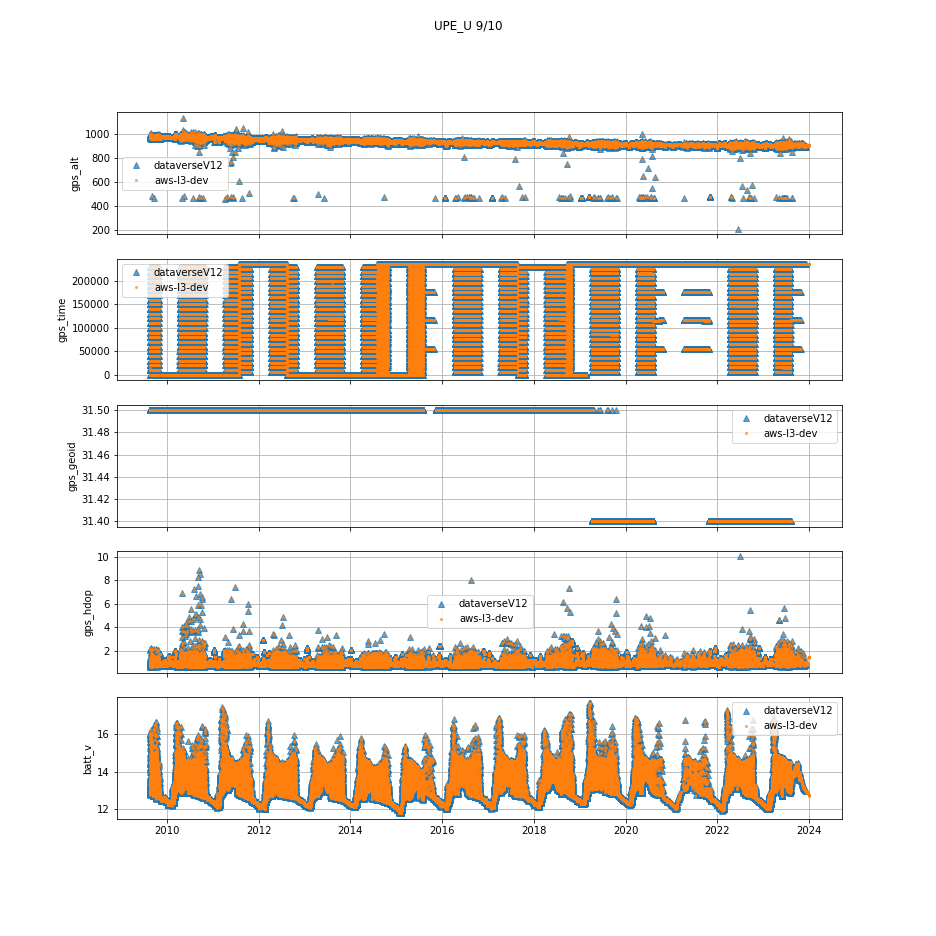 UPE_U 9/10
gps_alt
1000
800
600
400
200
dataverseV12
aws-l3-dev
gps_time
200000
150000
100000
50000
0
dataverseV12
aws-l3-dev
gps_geoid
31.50
31.48
31.46
31.44
31.42
31.40
dataverseV12
aws-l3-dev
gps_hdop
10
8
6
4
2
dataverseV12
aws-l3-dev
batt_v
16
14
12
dataverseV12
aws-l3-dev
2010 2012 2014 2016 2018 2020 2022 2024